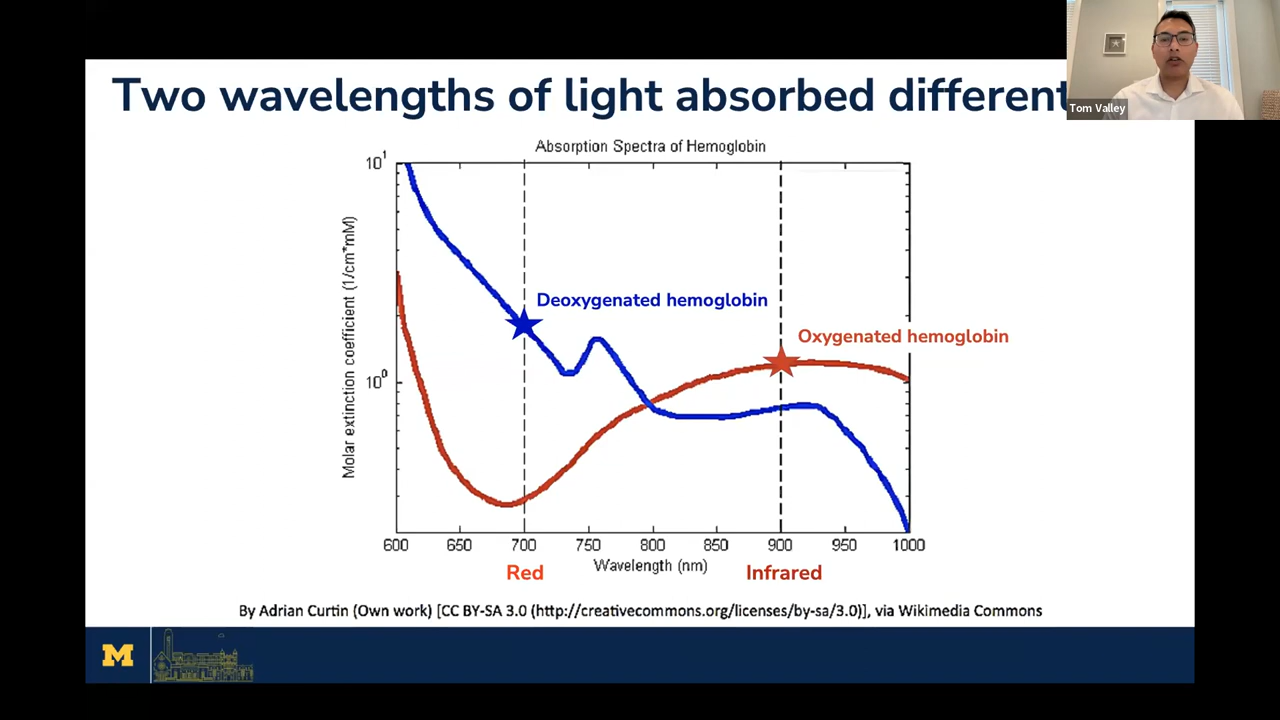 Two wavelengths of light absorbed different
Tom Valley
Absorption Spectra of Hemoglobin
10¹
10⁰
Molar extinction coefficient (1/cm*mM)
Deoxygenated hemoglobin
Oxygenated hemoglobin
600 650 700 750 800 850 900 950 1000
Wavelength (nm)
Red
Infrared
By Adrian Curtin (Own work) [CC BY-SA 3.0 (http://creativecommons.org/licenses/by-sa/3.0)], via Wikimedia Commons
M